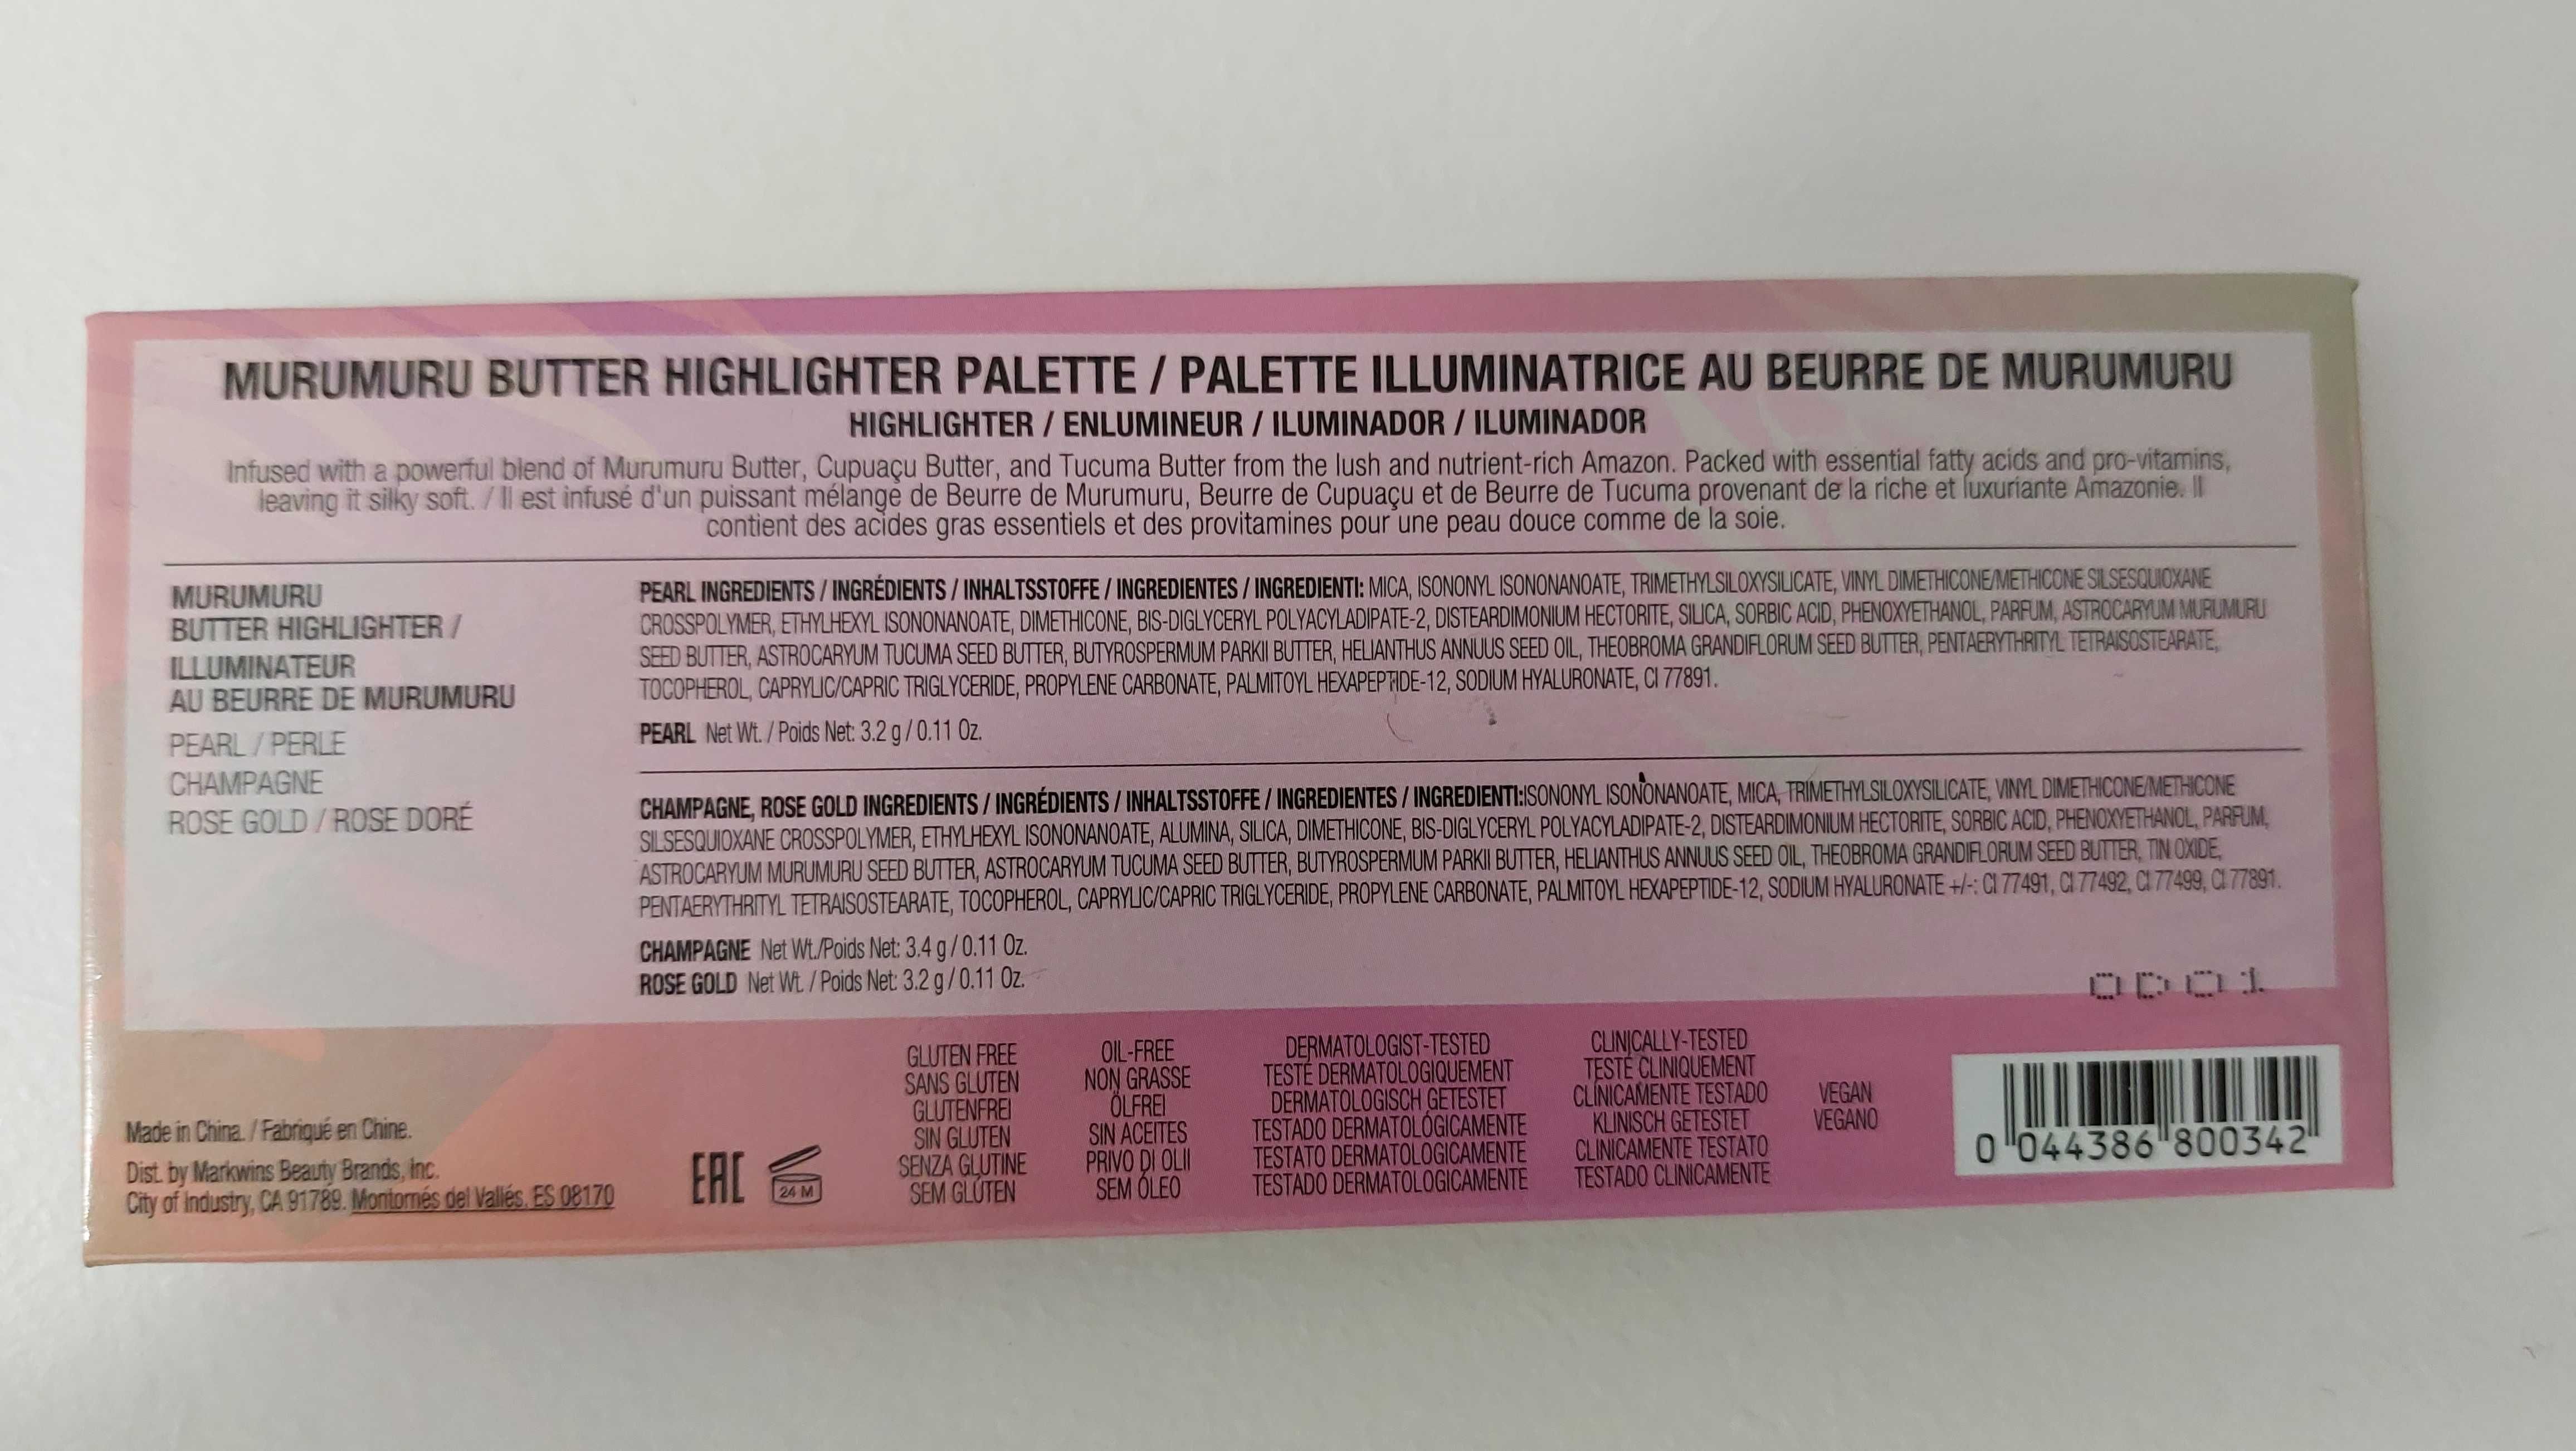 MURUMURU BUTTER HIGHLIGHTER PALETTE / PALETTE ILLUMINATRICE AU BEURRE DE MURUMURU
HIGHLIGHTER / ENLUMINEUR / ILUMINADOR / ILUMINADOR
Infused with a powerful blend of Murumuru Butter, Cupuaçu Butter, and Tucuma Butter from the lush and nutrient-rich Amazon. Packed with essential fatty acids and pro-vitamins,
leaving it silky soft. / Il est infusé d'un puissant mélange de Beurre de Murumuru, Beurre de Cupuaçu et de Beurre de Tucuma provenant de la riche et luxuriante Amazonie. Il
contient des acides gras essentiels et des provitamines pour une peau douce comme de la soie.
MURUMURU
BUTTER HIGHLIGHTER /
ILLUMINATEUR
AU BEURRE DE MURUMURU
PEARL / PERLE
CHAMPAGNE
ROSE GOLD / ROSE DORÉ
PEARL INGREDIENTS / INGRÉDIENTS / INHALTSSTOFFE / INGREDIENTES / INGREDIENTI: MICA, ISONONYL ISONONANOATE, TRIMETHYLSILOXYSILICATE, VINYL DIMETHICONE/METHICONE SILSESQUIOXANE
CROSSPOLYMER, ETHYLHEXYL ISONONANOATE, DIMETHICONE, BIS-DIGLYCERYL POLYACYLADIPATE-2, DISTEARDIMONIUM HECTORITE, SILICA, SORBIC ACID, PHENOXYETHANOL, PARFUM, ASTROCARYUM MURUMURU
SEED BUTTER, ASTROCARYUM TUCUMA SEED BUTTER, BUTYROSPERMUM PARKII BUTTER, HELIANTHUS ANNUUS SEED OIL, THEOBROMA GRANDIFLORUM SEED BUTTER, PENTAERYTHRITYL TETRAISOSTEARATE,
TOCOPHEROL, CAPRYLIC/CAPRIC TRIGLYCERIDE, PROPYLENE CARBONATE, PALMITOYL HEXAPEPTIDE-12, SODIUM HYALURONATE, CI 77891.
PEARL Net Wt. / Poids Net: 3.2 g / 0.11 Oz.
CHAMPAGNE, ROSE GOLD INGREDIENTS / INGRÉDIENTS / INHALTSSTOFFE / INGREDIENTES / INGREDIENTI:ISONONYL ISONONANOATE, MICA, TRIMETHYLSILOXYSILICATE, VINYL DIMETHICONE/METHICONE
SILSESQUIOXANE CROSSPOLYMER, ETHYLHEXYL ISONONANOATE, ALUMINA, SILICA, DIMETHICONE, BIS-DIGLYCERYL POLYACYLADIPATE-2, DISTEARDIMONIUM HECTORITE, SORBIC ACID, PHENOXYETHANOL, PARFUM,
ASTROCARYUM MURUMURU SEED BUTTER, ASTROCARYUM TUCUMA SEED BUTTER, BUTYROSPERMUM PARKII BUTTER, HELIANTHUS ANNUUS SEED OIL, THEOBROMA GRANDIFLORUM SEED BUTTER, TIN OXIDE,
PENTAERYTHRITYL TETRAISOSTEARATE, TOCOPHEROL, CAPRYLIC/CAPRIC TRIGLYCERIDE, PROPYLENE CARBONATE, PALMITOYL HEXAPEPTIDE-12, SODIUM HYALURONATE +/-: CI 77491, CI 77492, CI 77499, CI 77891.
CHAMPAGNE Net Wt./Poids Net: 3.4 g / 0.11 Oz.
ROSE GOLD Net Wt. / Poids Net: 3.2 g / 0.11 Oz.
Made in China. / Fabriqué en Chine.
Dist. by Markwins Beauty Brands, Inc.
City of Industry, CA 91789. Montornés del Vallés. ES 08170
EAC
24 M
GLUTEN FREE
SANS GLUTEN
GLUTENFREI
SIN GLUTEN
SENZA GLUTINE
SEM GLÚTEN
OIL-FREE
NON GRASSE
ÖLFREI
SIN ACEITES
PRIVO DI OLII
SEM ÓLEO
DERMATOLOGIST-TESTED
TESTÉ DERMATOLOGIQUEMENT
DERMATOLOGISCH GETESTET
TESTADO DERMATOLÓGICAMENTE
TESTATO DERMATOLOGICAMENTE
TESTADO DERMATOLOGICAMENTE
CLINICALLY-TESTED
TESTÉ CLINIQUEMENT
CLÍNICAMENTE TESTADO
KLINISCH GETESTET
CLINICAMENTE TESTATO
TESTADO CLINICAMENTE
VEGAN
VEGANO
0 044386 800342